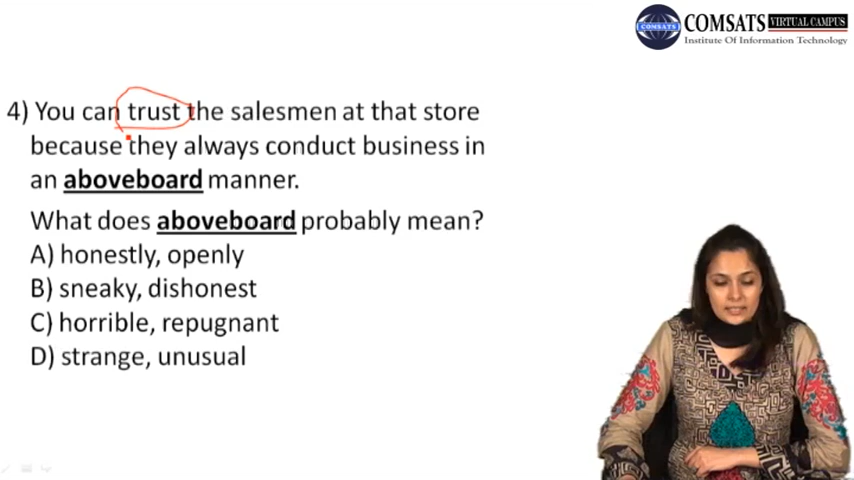 COMSATS VIRTUAL CAMPUS
COMSATS
Institute Of Information Technology
4) You can trust the salesmen at that store
because they always conduct business in
an aboveboard manner.
What does aboveboard probably mean?
A) honestly, openly
B) sneaky, dishonest
C) horrible, repugnant
D) strange, unusual